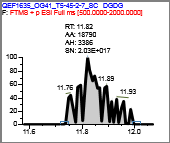 QEF1635_OG41_T5-45-2-7_SC DGDG
F: FTMS + p ESI Full ms [500.0000-2000.0000]
RT: 11.82
AA: 18790
AH: 3386
SN: 2.03E+017
100
80
60
40
20
0
11.76
11.89
11.93
11.6
11.8
12.0